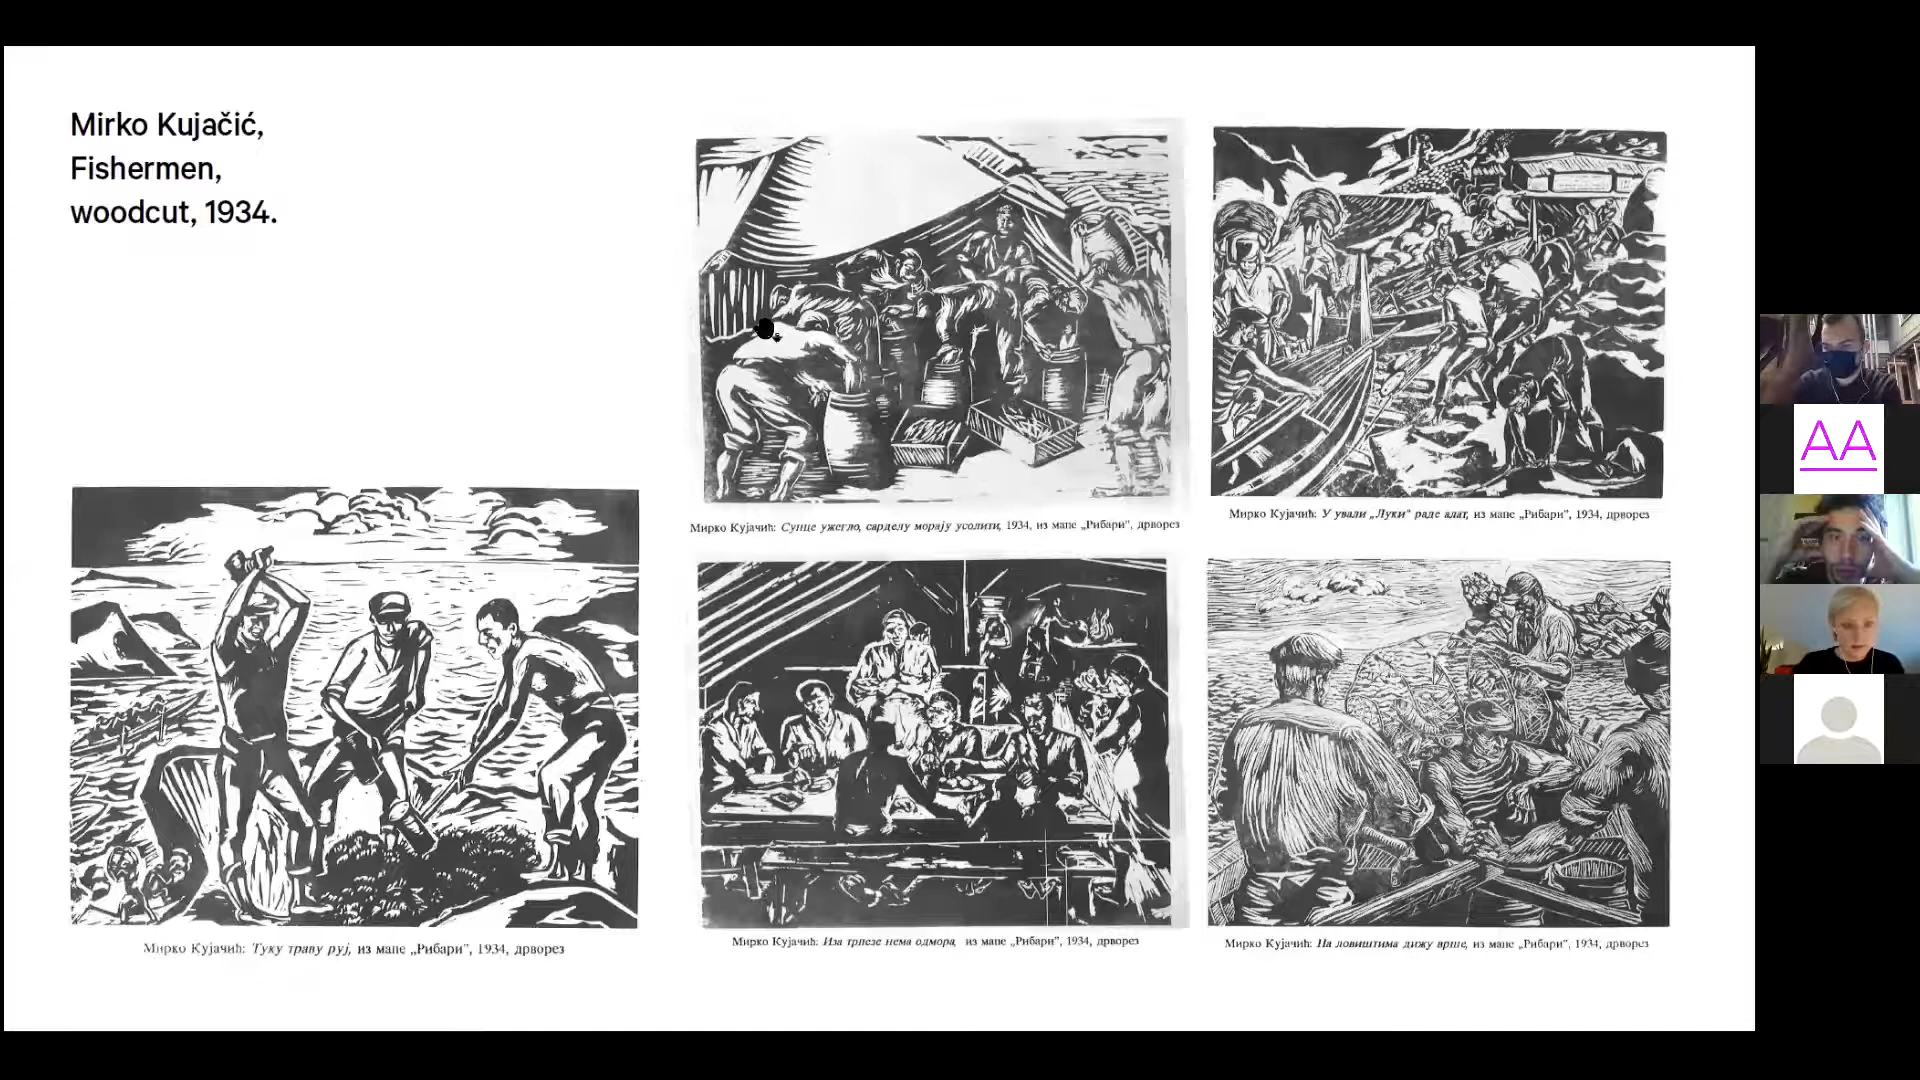 Mirko Kujačić,
Fishermen,
woodcut, 1934.
Мирко Кујачић: Сунце ужегло, сарделу морају усолити, 1934, из мапе „Рибари”, дрворез
Мирко Кујачић: У ували „Луки” раде алат, из мапе „Рибари”, 1934, дрворез
Мирко Кујачић: Туку траву руј, из мапе „Рибари”, 1934, дрворез
Мирко Кујачић: Иза трпезе нема одмора, из мапе „Рибари”, 1934, дрворез
Мирко Кујачић: На ловиштима дижу врше, из мапе „Рибари”, 1934, дрворез
AA